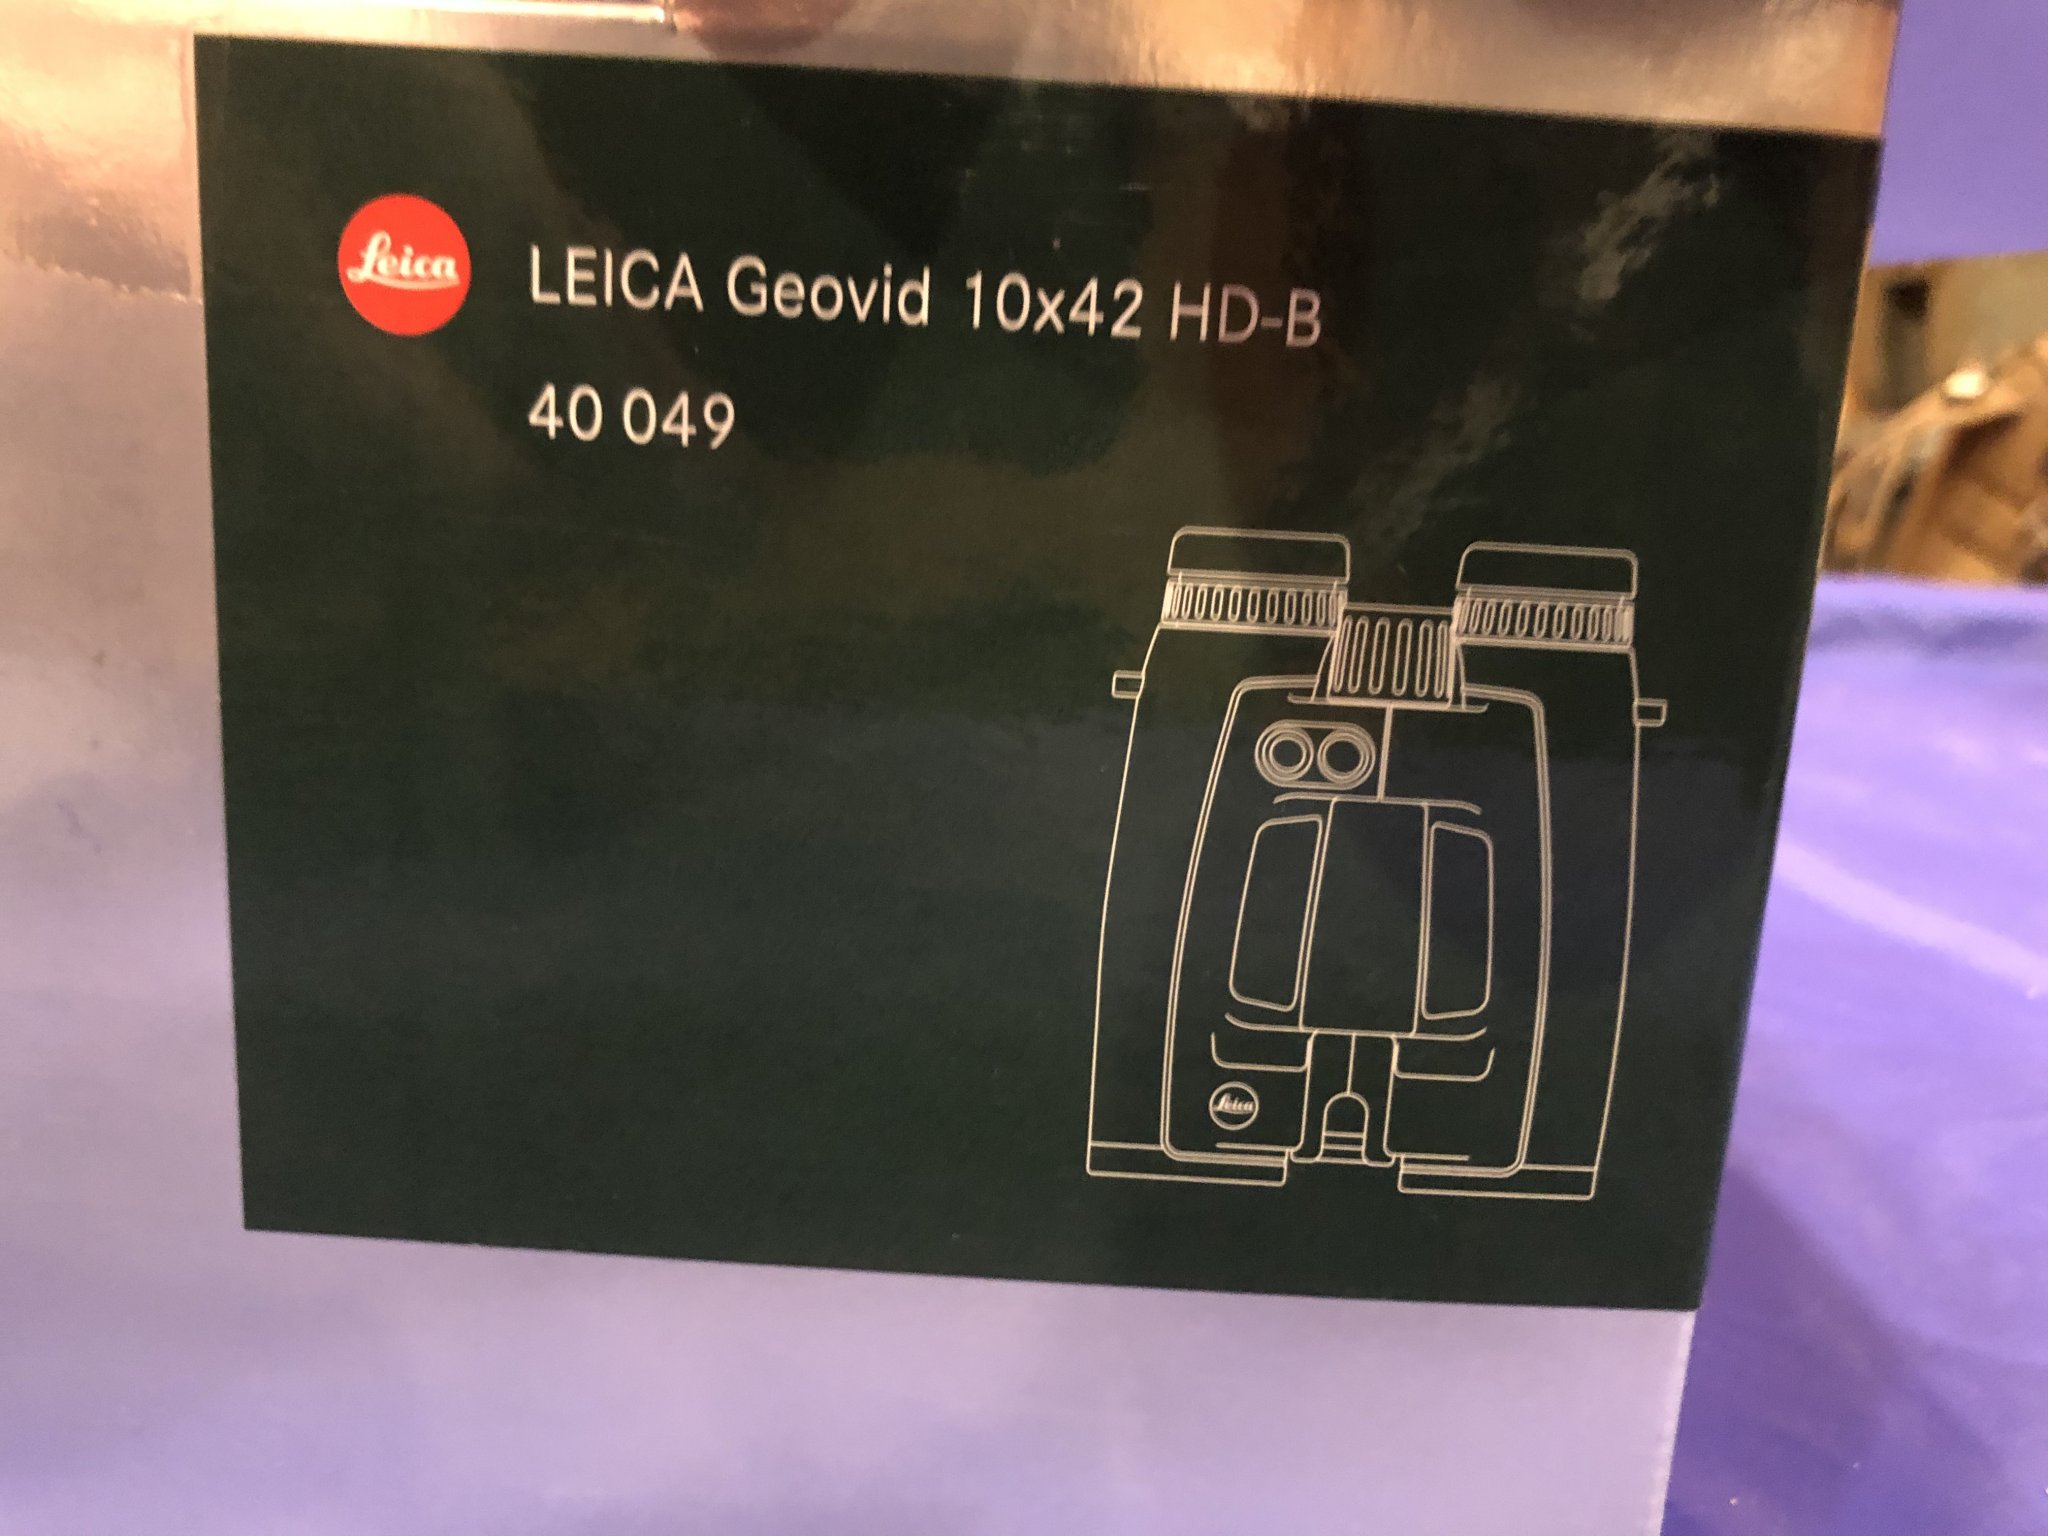 Leica
LEICA Geovid 10x42 HD-B
40 049
Leica